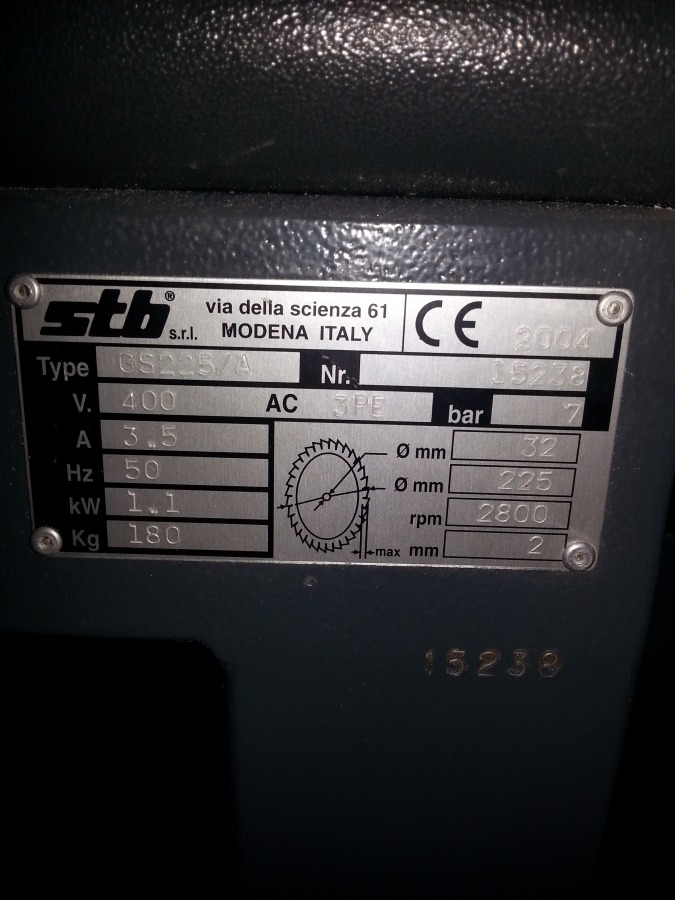 stb® s.r.l. via della scienza 61
MODENA ITALY
CE 2004
Type GS225/A Nr. 15238
V. 400 AC 3PE bar 7
A 3.5 Ø mm 32
Hz 50 Ø mm 225
kW 1.1 rpm 2800
Kg 180 max mm 2
15238